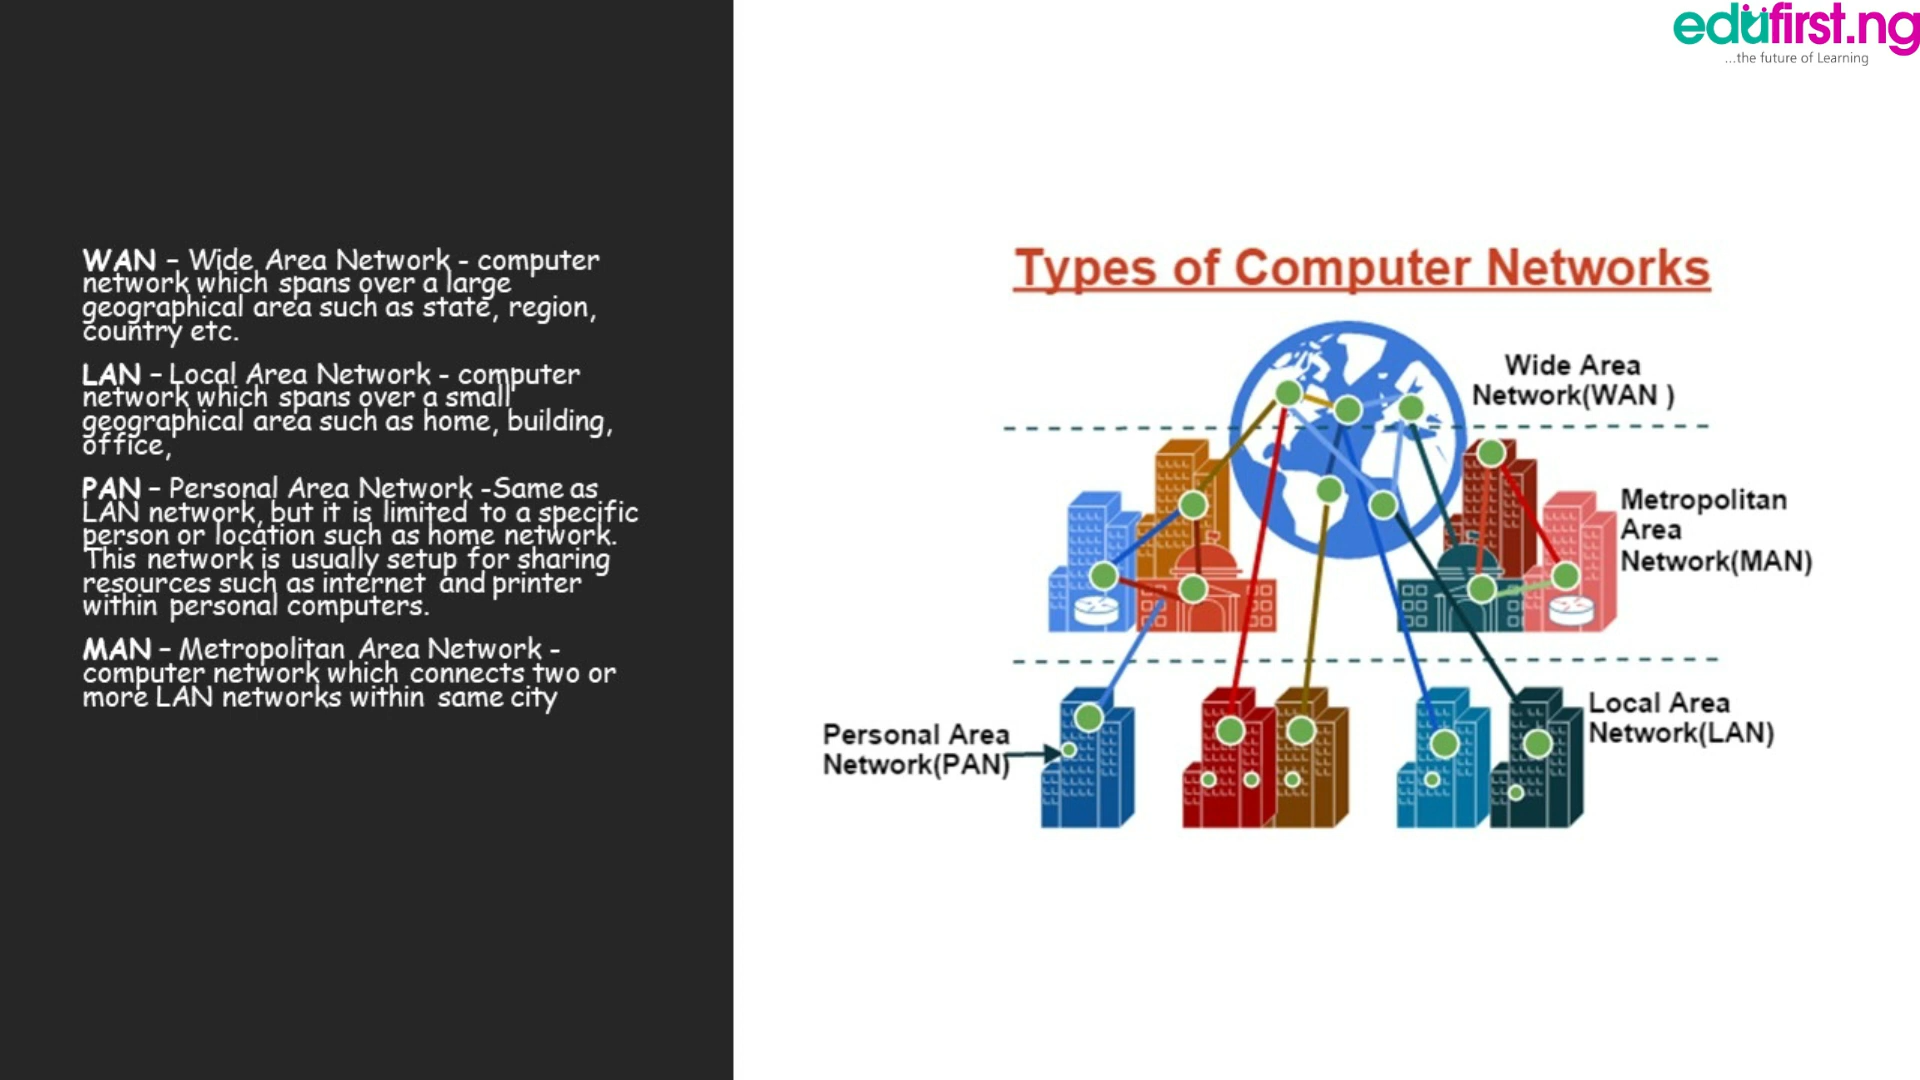 WAN – Wide Area Network - computer
network which spans over a large
geographical area such as state, region,
country etc.
LAN – Local Area Network - computer
network which spans over a small
geographical area such as home, building,
office,
PAN – Personal Area Network -Same as
LAN network, but it is limited to a specific
person or location such as home network.
This network is usually setup for sharing
resources such as internet and printer
within personal computers.
MAN – Metropolitan Area Network -
computer network which connects two or
more LAN networks within same city
edufirst.ng
...the future of Learning
Types of Computer Networks
Wide Area
Network(WAN )
Metropolitan
Area
Network(MAN)
Local Area
Network(LAN)
Personal Area
Network(PAN)